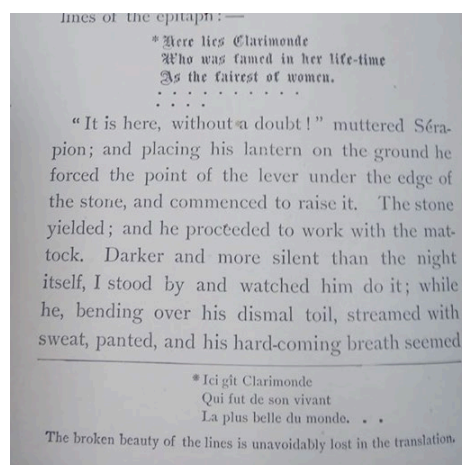 lines of the epitaph:—
* Here lies Clarimonde
Who was famed in her life-time
As the fairest of women.
. . . . . . . . . .
. . . .
“It is here, without a doubt!” muttered Séra-
pion; and placing his lantern on the ground he
forced the point of the lever under the edge of
the stone, and commenced to raise it. The stone
yielded; and he proceeded to work with the mat-
tock. Darker and more silent than the night
itself, I stood by and watched him do it; while
he, bending over his dismal toil, streamed with
sweat, panted, and his hard-coming breath seemed
* Ici gît Clarimonde
Qui fut de son vivant
La plus belle du monde. . .
The broken beauty of the lines is unavoidably lost in the translation.